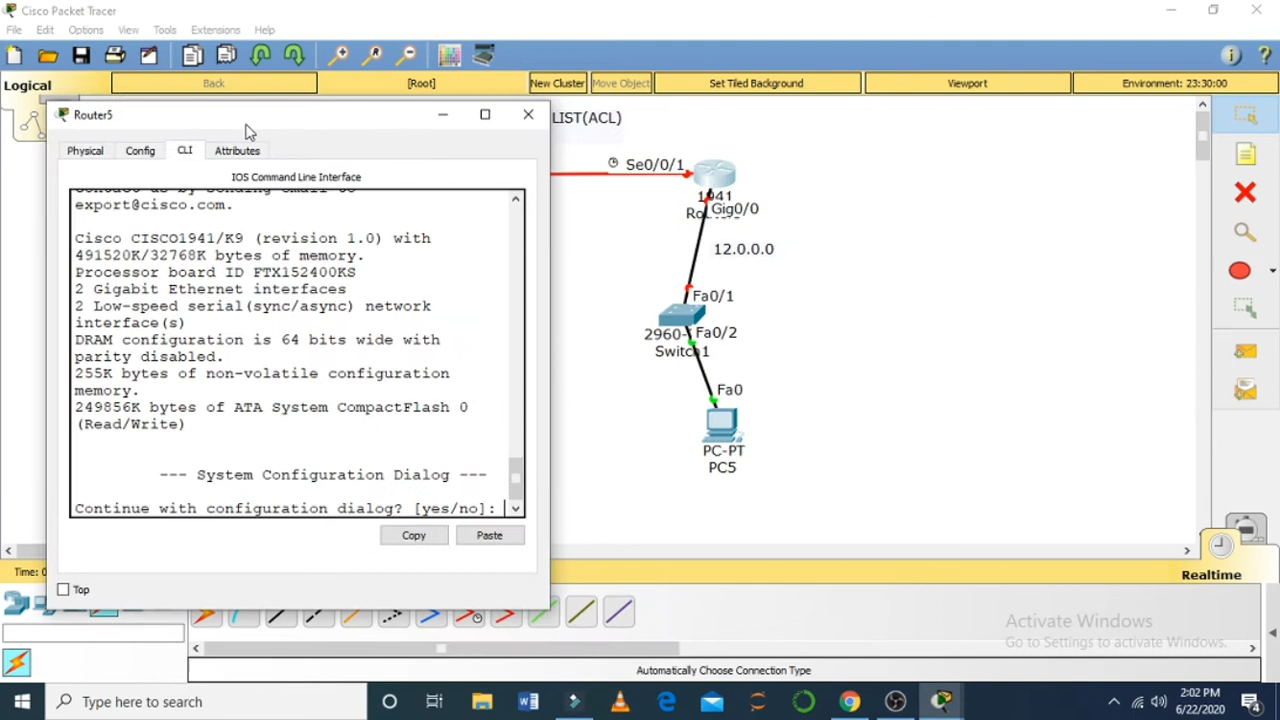 Cisco Packet Tracer
File Edit Options View Tools Extensions Help
Logical
Back
[Root]
New Cluster
Move Object
Set Tiled Background
Viewport
Environment: 23:30:00
Router5
Physical
Config
CLI
Attributes
IOS Command Line Interface
export@cisco.com.
Cisco CISCO1941/K9 (revision 1.0) with
491520K/32768K bytes of memory.
Processor board ID FTX152400KS
2 Gigabit Ethernet interfaces
2 Low-speed serial(sync/async) network
interface(s)
DRAM configuration is 64 bits wide with
parity disabled.
255K bytes of non-volatile configuration
memory.
249856K bytes of ATA System CompactFlash 0
(Read/Write)
--- System Configuration Dialog ---
Continue with configuration dialog? [yes/no]:
Copy
Paste
Top
LIST(ACL)
Se0/0/1
1941
Gig0/0
12.0.0.0
Fa0/1
2960-
Fa0/2
Switch1
Fa0
PC-PT
PC5
Time:
Realtime
Activate Windows
Go to Settings to activate Windows.
Automatically Choose Connection Type
Type here to search
2:02 PM
6/22/2020
4